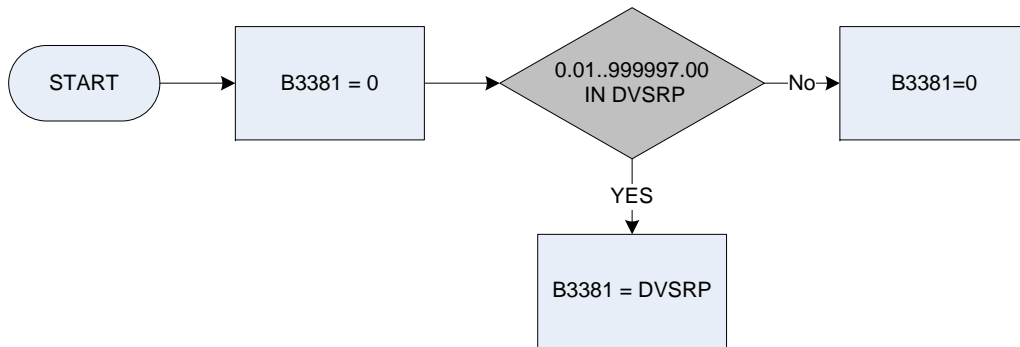 START
B3381 = 0
0.01..999997.00
IN DVSRP
No
B3381=0
YES
B3381 = DVSRP